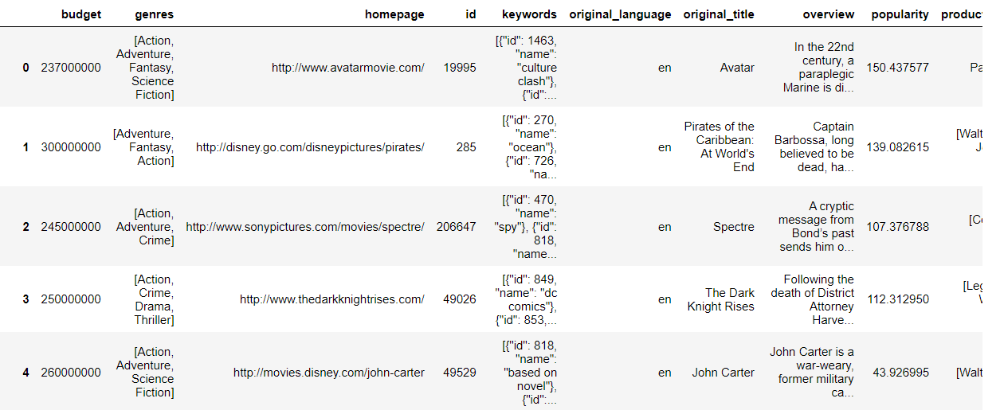 budget
genres
homepage
id
keywords
original_language
original_title
overview
popularity
product
0
237000000
[Action,
Adventure,
Fantasy,
Science
Fiction]
http://www.avatarmovie.com/
19995
[{"id": 1463,
"name":
"culture
clash"},
{"id":...
en
Avatar
In the 22nd
century, a
paraplegic
Marine is di...
150.437577
Pa
1
300000000
[Adventure,
Fantasy,
Action]
http://disney.go.com/disneypictures/pirates/
285
[{"id": 270,
"name":
"ocean"},
{"id": 726,
"na...
en
Pirates of the
Caribbean:
At World's
End
Captain
Barbossa, long
believed to be
dead, ha...
139.082615
[Walt
2
245000000
[Action,
Adventure,
Crime]
http://www.sonypictures.com/movies/spectre/
206647
[{"id": 470,
"name":
"spy"}, {"id":
818,
"name...
en
Spectre
A cryptic
message from
Bond’s past
sends him o...
107.376788
3
250000000
[Action,
Crime,
Drama,
Thriller]
http://www.thedarkknightrises.com/
49026
[{"id": 849,
"name": "dc
comics"},
{"id": 853,...
en
The Dark
Knight Rises
Following the
death of District
Attorney
Harve...
112.312950
[Leg
4
260000000
[Action,
Adventure,
Science
Fiction]
http://movies.disney.com/john-carter
49529
[{"id": 818,
"name":
"based on
novel"},
{"id":...
en
John Carter
John Carter is a
war-weary,
former military
ca...
43.926995
[Walt